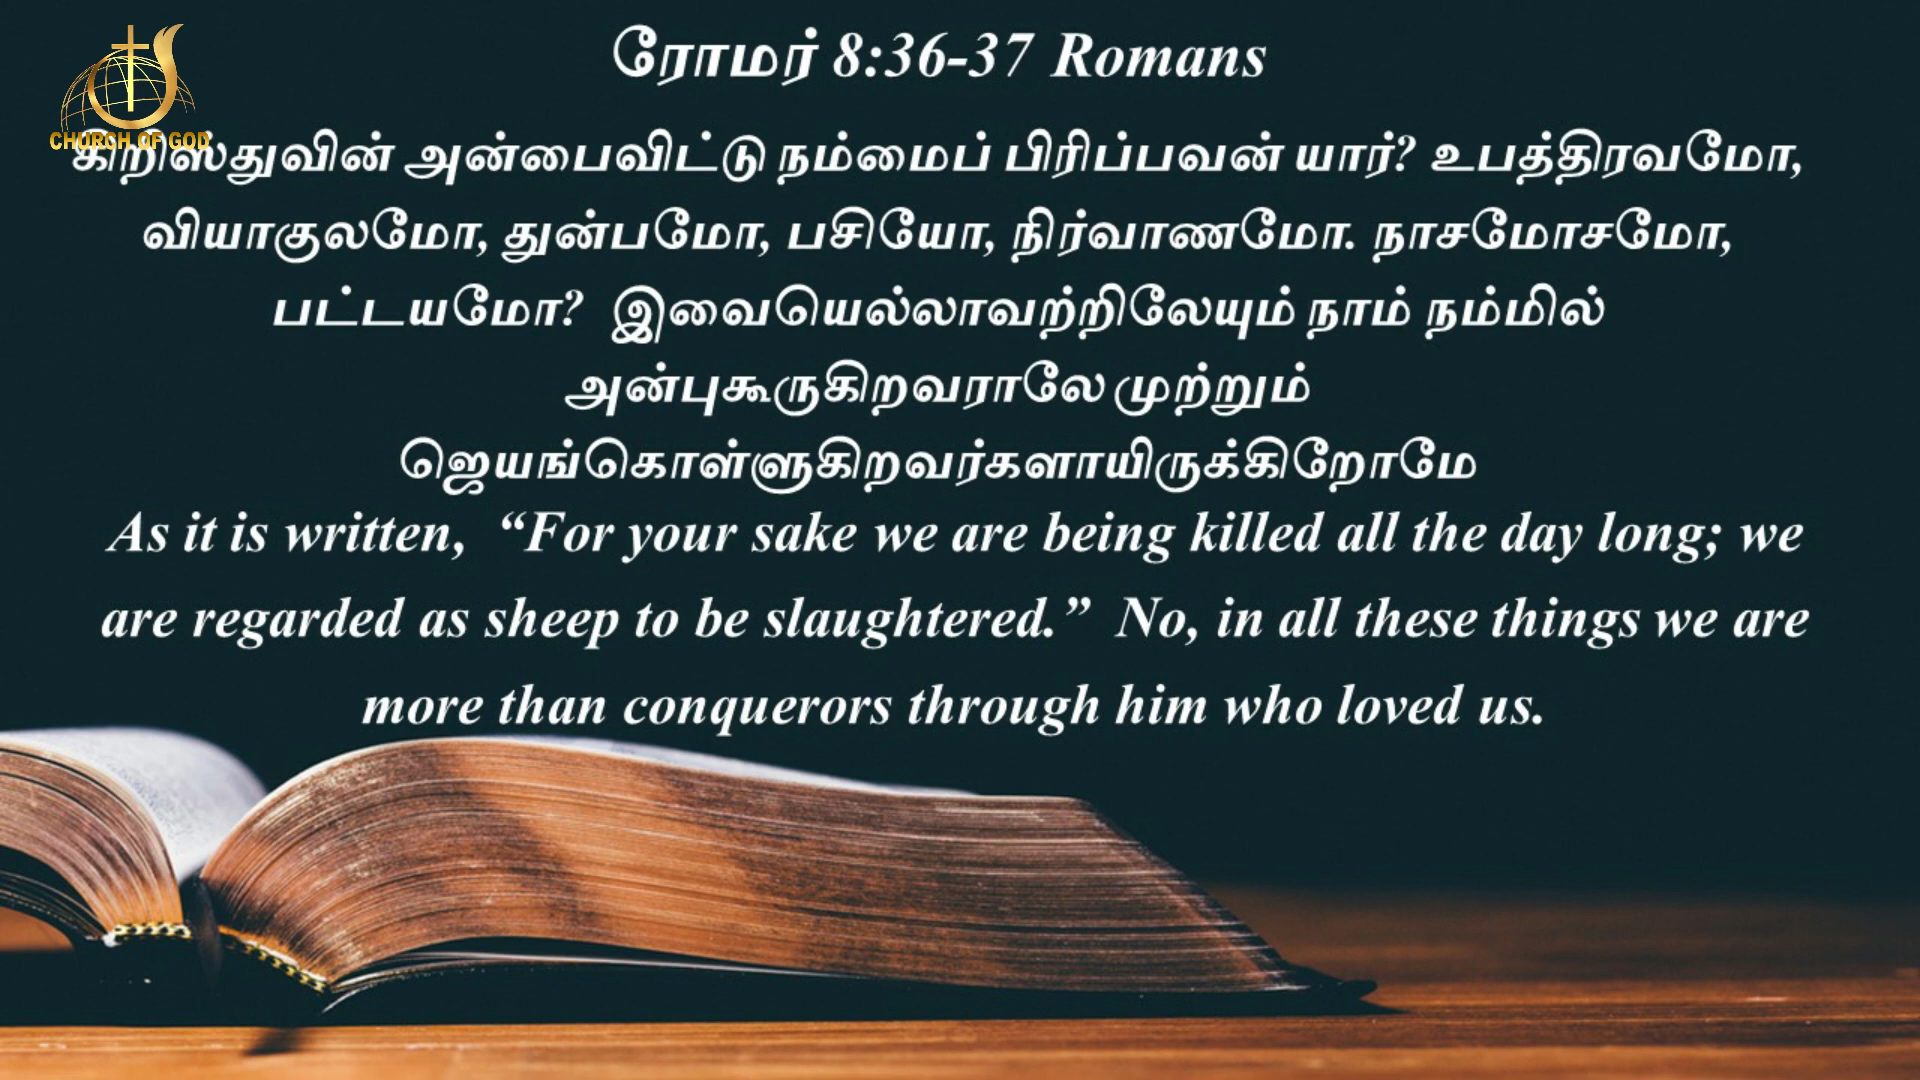 ரோமர் 8:36-37 Romans
CHURCH OF GOD
கிறிஸ்துவின் அன்பைவிட்டு நம்மைப் பிரிப்பவன் யார்? உபத்திரவமோ,
வியாகுலமோ, துன்பமோ, பசியோ, நிர்வாணமோ. நாசமோசமோ,
பட்டயமோ? இவையெல்லாவற்றிலேயும் நாம் நம்மில்
அன்புகூருகிறவராலே முற்றும்
ஜெயங்கொள்ளுகிறவர்களாயிருக்கிறோமே
As it is written, “For your sake we are being killed all the day long; we
are regarded as sheep to be slaughtered.” No, in all these things we are
more than conquerors through him who loved us.